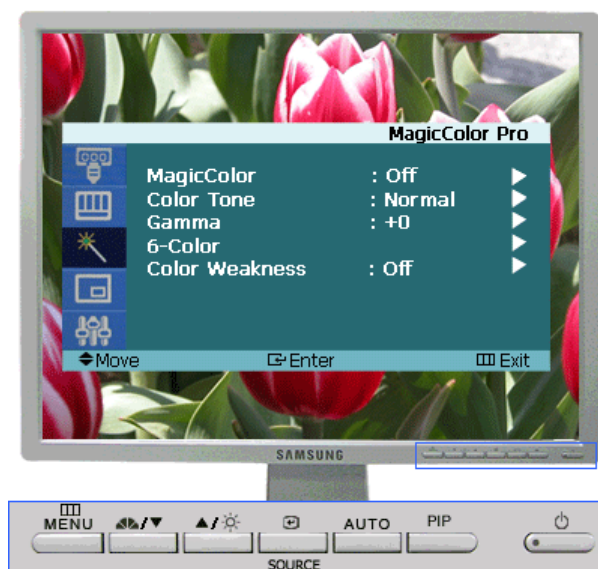 MagicColor Pro
MagicColor : Off
Color Tone : Normal
Gamma : +0
6-Color
Color Weakness : Off
Move Enter Exit
SAMSUNG
MENU AUTO PIP
SOURCE